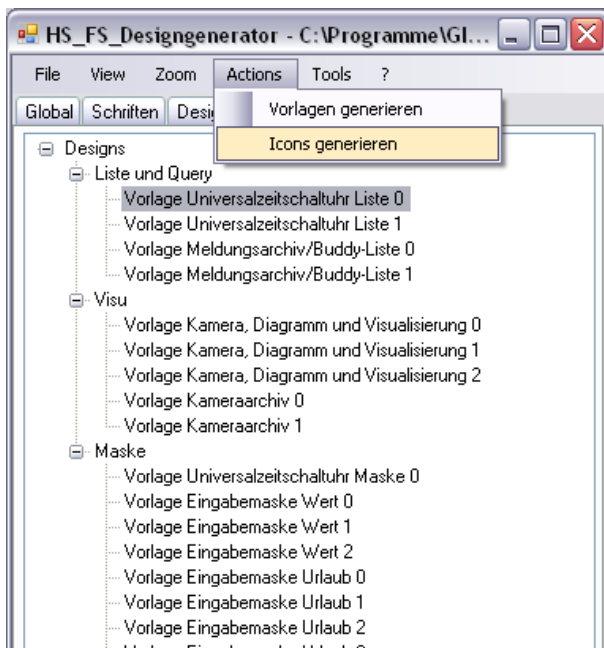 HS_FS_Designgenerator - C:\Programme\GI...
File View Zoom Actions Tools ?
Global Schriften Desi
Vorlagen generieren
Icons generieren
Designs
Liste und Query
Vorlage Universalzeitschaltuhr Liste 0
Vorlage Universalzeitschaltuhr Liste 1
Vorlage Meldungsarchiv/Buddy-Liste 0
Vorlage Meldungsarchiv/Buddy-Liste 1
Visu
Vorlage Kamera, Diagramm und Visualisierung 0
Vorlage Kamera, Diagramm und Visualisierung 1
Vorlage Kamera, Diagramm und Visualisierung 2
Vorlage Kameraarchiv 0
Vorlage Kameraarchiv 1
Maske
Vorlage Universalzeitschaltuhr Maske 0
Vorlage Eingabemaske Wert 0
Vorlage Eingabemaske Wert 1
Vorlage Eingabemaske Wert 2
Vorlage Eingabemaske Urlaub 0
Vorlage Eingabemaske Urlaub 1
Vorlage Eingabemaske Urlaub 2